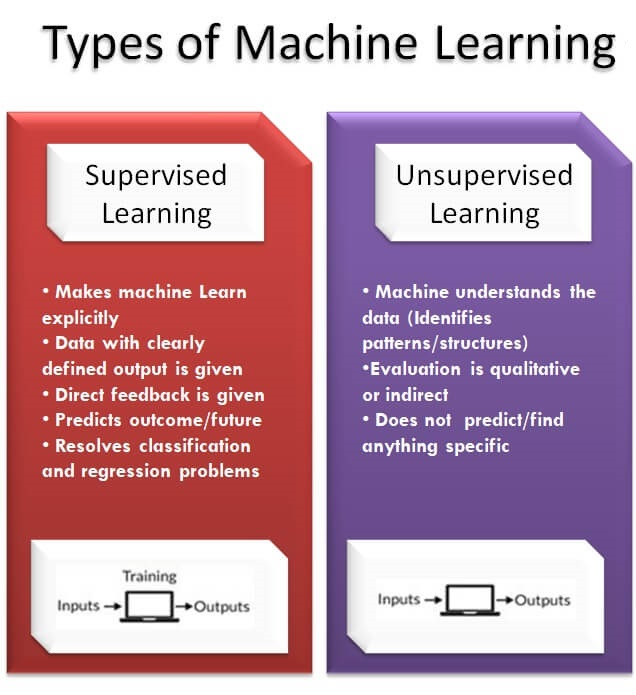 Types of Machine Learning
Supervised
Learning
• Makes machine Learn
explicitly
• Data with clearly
defined output is given
• Direct feedback is given
• Predicts outcome/future
• Resolves classification
and regression problems
Training
Inputs
Outputs
Unsupervised
Learning
• Machine understands the
data (Identifies
patterns/structures)
•Evaluation is qualitative
or indirect
• Does not predict/find
anything specific
Inputs
Outputs